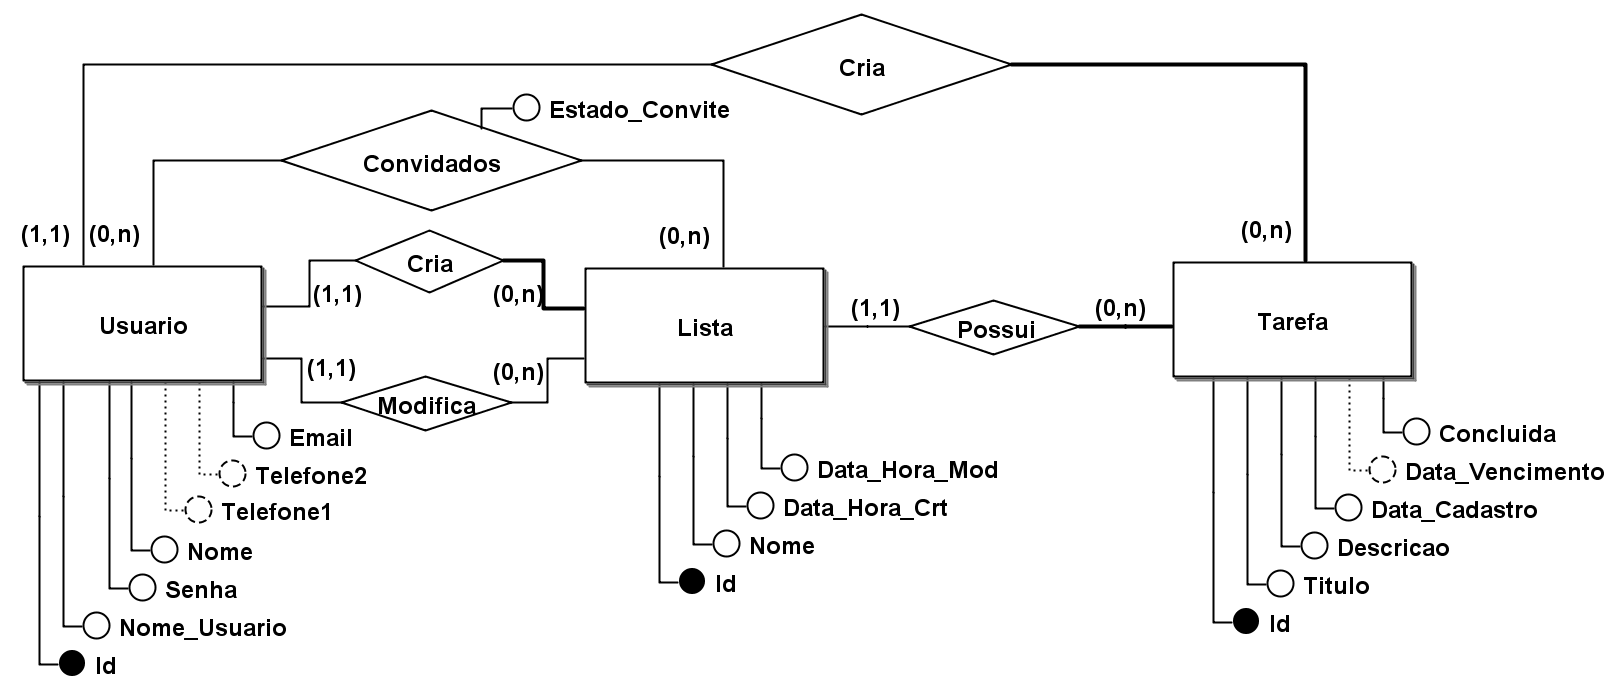 Cria
Estado_Convite
Convidados
(1,1)
(0,n)
(0,n)
(0,n)
Cria
(1,1)
(0,n)
Usuario
Lista
(1,1)
Possui
(0,n)
Tarefa
(1,1)
(0,n)
Modifica
Email
Telefone2
Telefone1
Nome
Senha
Nome_Usuario
Id
Data_Hora_Mod
Data_Hora_Crt
Nome
Id
Concluida
Data_Vencimento
Data_Cadastro
Descricao
Titulo
Id